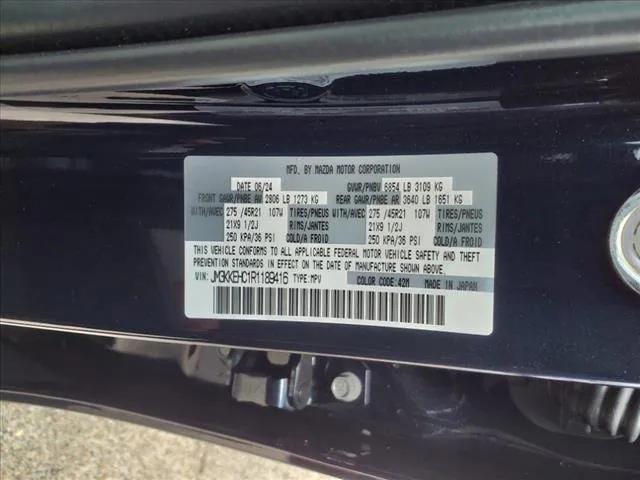 MFD. BY MAZDA MOTOR CORPORATION
DATE 06/24 GVWR/PNBV 6854 LB 3109 KG
FRONT GAWR/PNBE AV 2806 LB 1273 KG REAR GAWR/PNBE AR 3640 LB 1651 KG
WITH/AVEC 275 /45R21 107W TIRES/PNEUS WITH/AVEC 275 /45R21 107W TIRES/PNEUS
21X9 1/2J RIMS/JANTES 21X9 1/2J RIMS/JANTES
250 KPA/36 PSI COLD/A FROID 250 KPA/36 PSI COLD/A FROID
THIS VEHICLE CONFORMS TO ALL APPLICABLE FEDERAL MOTOR VEHICLE SAFETY AND THEFT
PREVENTION STANDARDS IN EFFECT ON THE DATE OF MANUFACTURE SHOWN ABOVE.
VIN: JM3KKEHC1R1189416 TYPE: MPV COLOR CODE: 42M MADE IN JAPAN